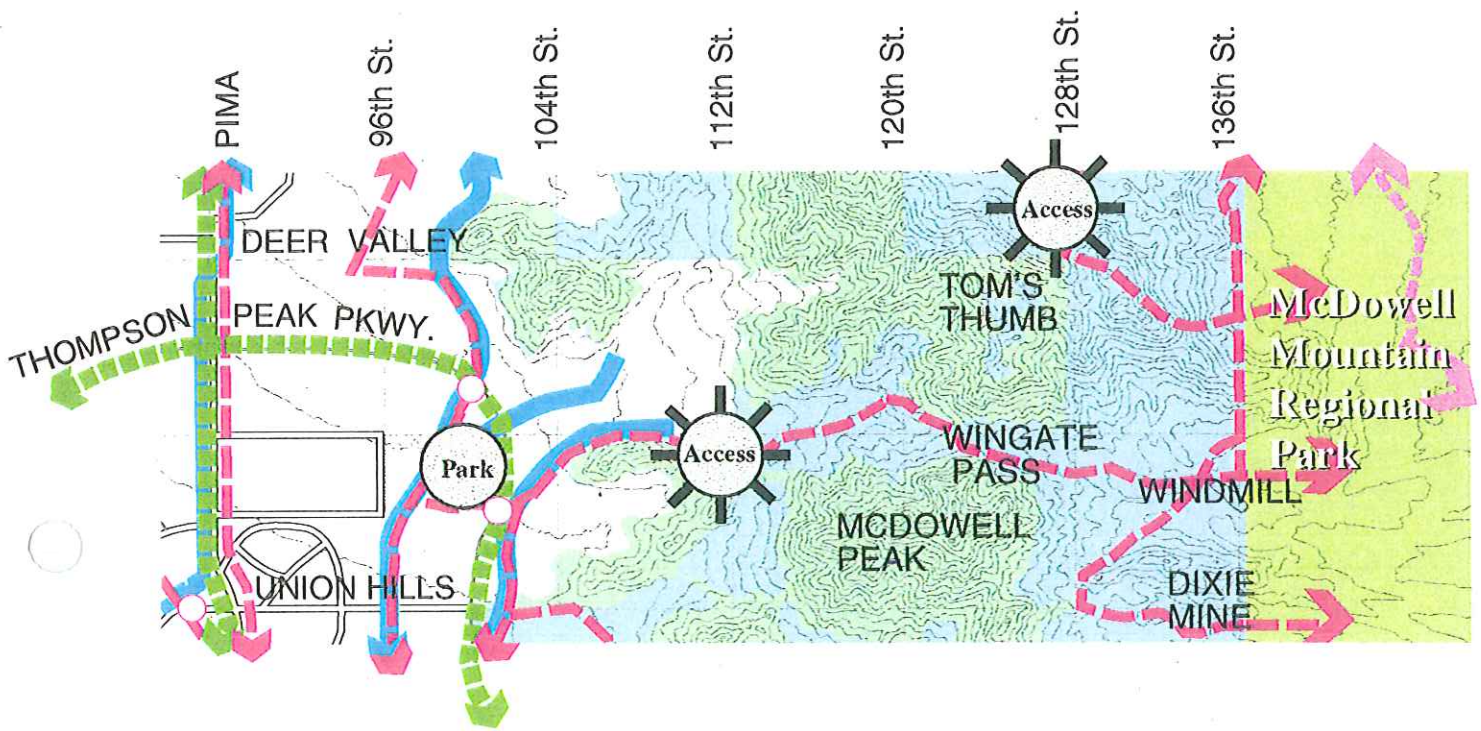 PIMA
96th St.
104th St.
112th St.
120th St.
128th St.
136th St.
DEER VALLEY
Access
TOM'S
THUMB
THOMPSON PEAK PKWY.
McDowell
Mountain
Regional
Park
Park
Access
WINGATE
PASS
WINDMILL
MCDOWELL
PEAK
UNION HILLS
DIXIE
MINE